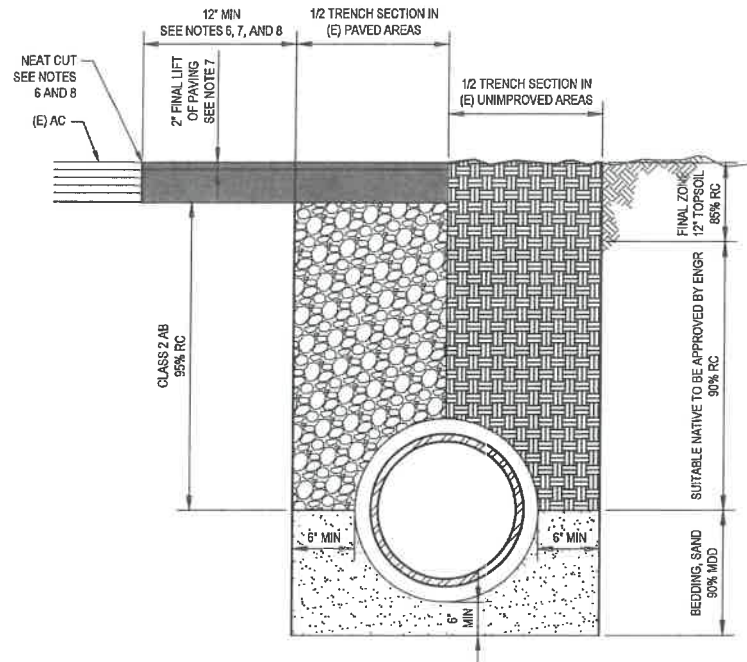 12" MIN
SEE NOTES 6, 7, AND 8
1/2 TRENCH SECTION IN
(E) PAVED AREAS
NEAT CUT
SEE NOTES
6 AND 8
(E) AC
2" FINAL LIFT
OF PAVING
SEE NOTE 7
1/2 TRENCH SECTION IN
(E) UNIMPROVED AREAS
FINAL ZONE
12" TOPSOIL
85% RC
CLASS 2 AB
95% RC
SUITABLE NATIVE TO BE APPROVED BY ENGR
90% RC
6" MIN
6" MIN
6"
MIN
BEDDING, SAND
90% MDD